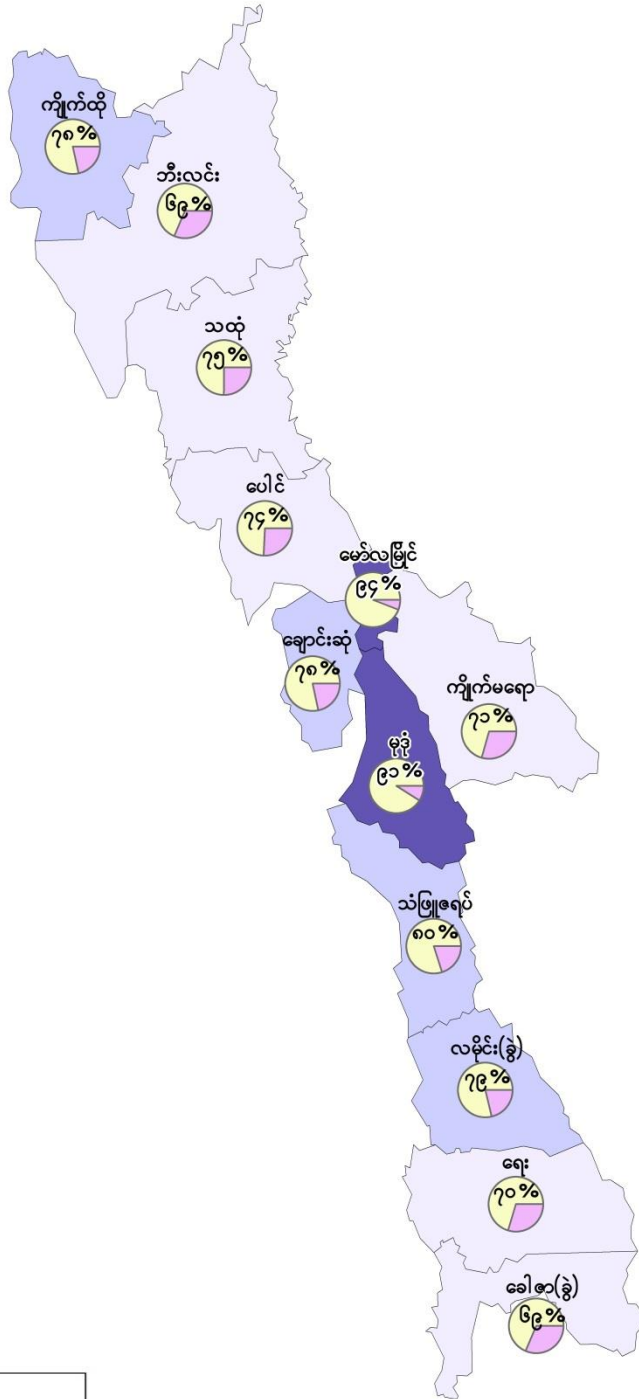 ကျိုက်ထို
၇၈%
ဘီးလင်း
၆၉%
သထုံ
၇၅%
ပေါင်
၇၄%
မော်လမြိုင်
၉၄%
ချောင်းဆုံ
၇၈%
ကျိုက်မရော
၇၁%
မုဒုံ
၉၁%
သံဖြူဇရပ်
၈၀%
လမိုင်း(ခွဲ)
၇၉%
ရေး
၇၀%
ခေါဇာ(ခွဲ)
၆၉%